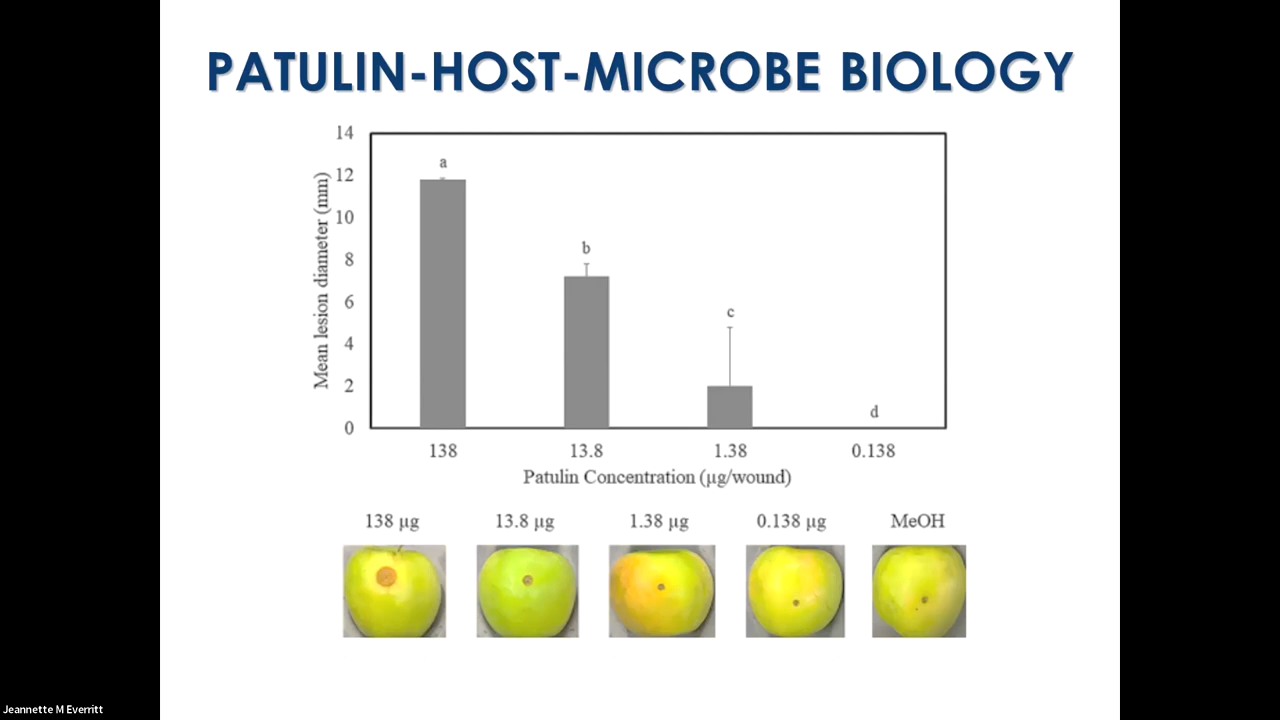 PATULIN-HOST-MICROBE BIOLOGY
14
12
10
8
6
4
2
0
Mean lesion diameter (mm)
a
b
c
d
138 13.8 1.38 0.138
Patulin Concentration (µg/wound)
138 µg 13.8 µg 1.38 µg 0.138 µg MeOH
Jeannette M Everritt